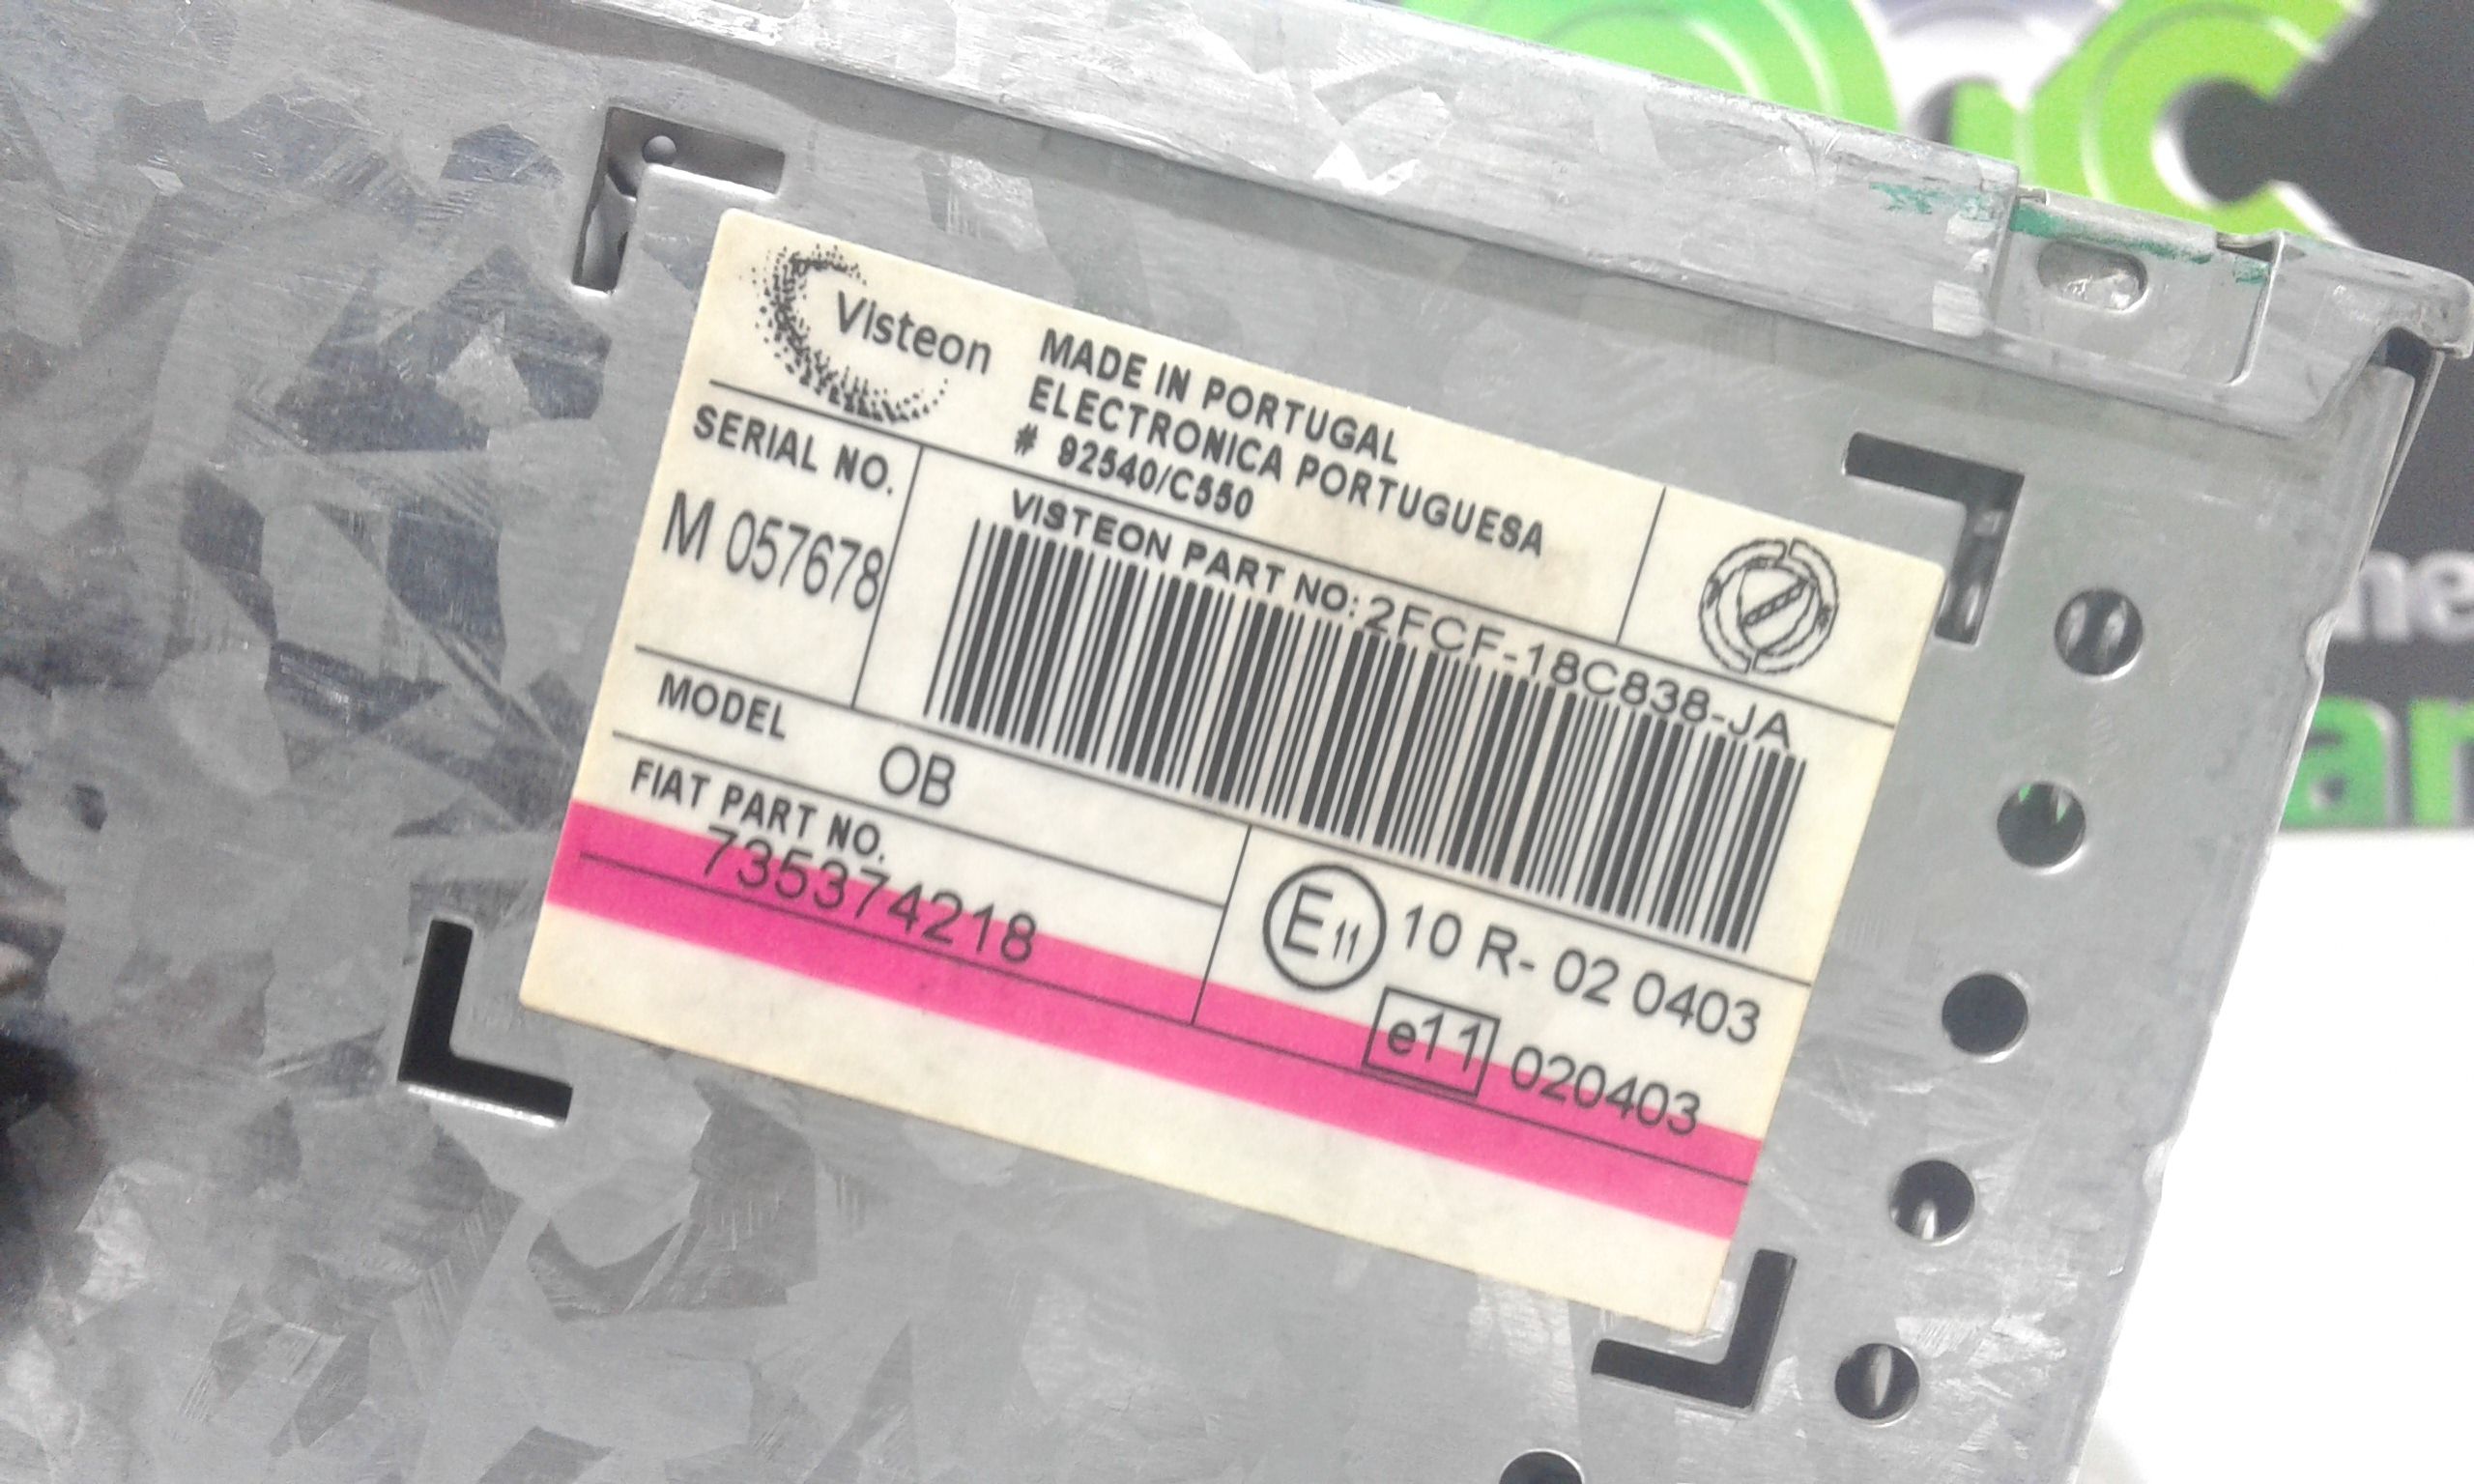 Visteon
MADE IN PORTUGAL
ELECTRONICA PORTUGUESA
# 92540/C550
SERIAL NO.
M 057678
VISTEON PART NO: 2FCF-18C838-JA
MODEL OB
FIAT PART NO.
735374218
E11 10 R- 02 0403
e11 020403